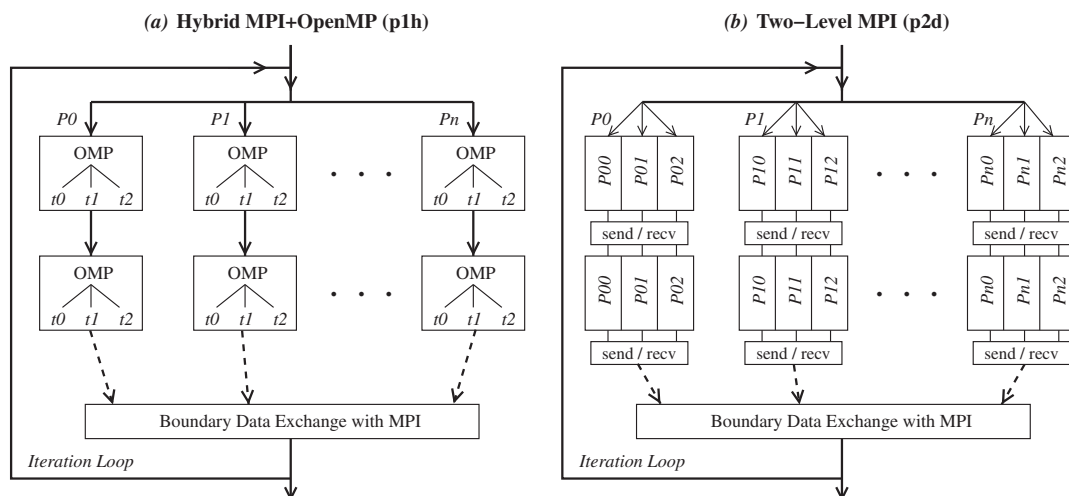 (a) Hybrid MPI+OpenMP (p1h)
P0 P1 Pn
OMP OMP . . . OMP
t0 t1 t2 t0 t1 t2 t0 t1 t2
OMP OMP . . . OMP
t0 t1 t2 t0 t1 t2 t0 t1 t2
Boundary Data Exchange with MPI
Iteration Loop
(b) Two−Level MPI (p2d)
P0 P1 Pn
P00 P01 P02 P10 P11 P12 . . . Pn0 Pn1 Pn2
send / recv send / recv send / recv
P00 P01 P02 P10 P11 P12 . . . Pn0 Pn1 Pn2
send / recv send / recv send / recv
Boundary Data Exchange with MPI
Iteration Loop